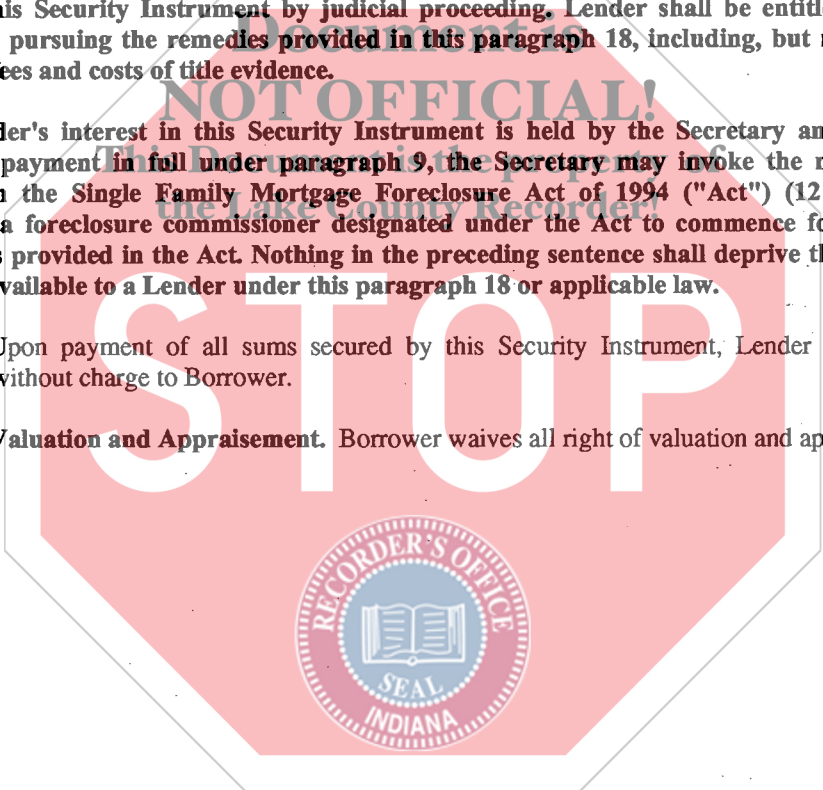 his Security Instrument by judicial proceeding. Lender shall be entitle
Document is
pursuing the remedies provided in this paragraph 18, including, but
ees and costs of title evidence.
NOT OFFICIAL!
der's interest in this Security Instrument is held by the Secretary an
This Document is the property of
payment in full under paragraph 9, the Secretary may invoke the
the Single Family Mortgage Foreclosure Act of 1994 ("Act") (12
the Lake County Recorder!
a foreclosure commissioner designated under the Act to commence fo
s provided in the Act. Nothing in the preceding sentence shall deprive th
vailable to a Lender under this paragraph 18 or applicable law.
Upon payment of all sums secured by this Security Instrument, Lender
without charge to Borrower.
STOP
Valuation and Appraisement. Borrower waives all right of valuation and ap
RECORDER'S OFFICE
SEAL
INDIANA